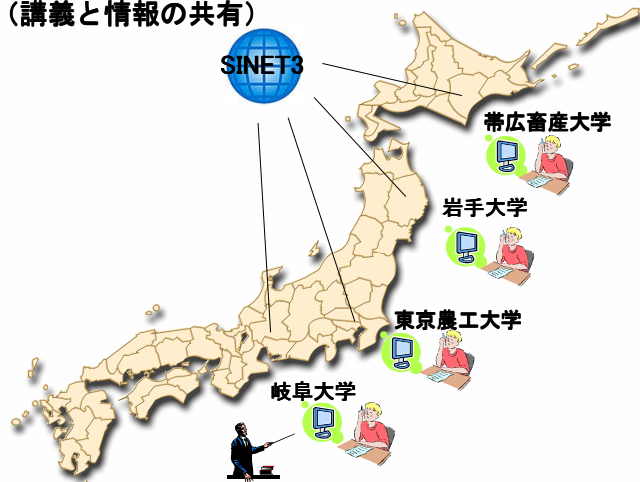 （講義と情報の共有）
SINET3
帯広畜産大学
岩手大学
東京農工大学
岐阜大学